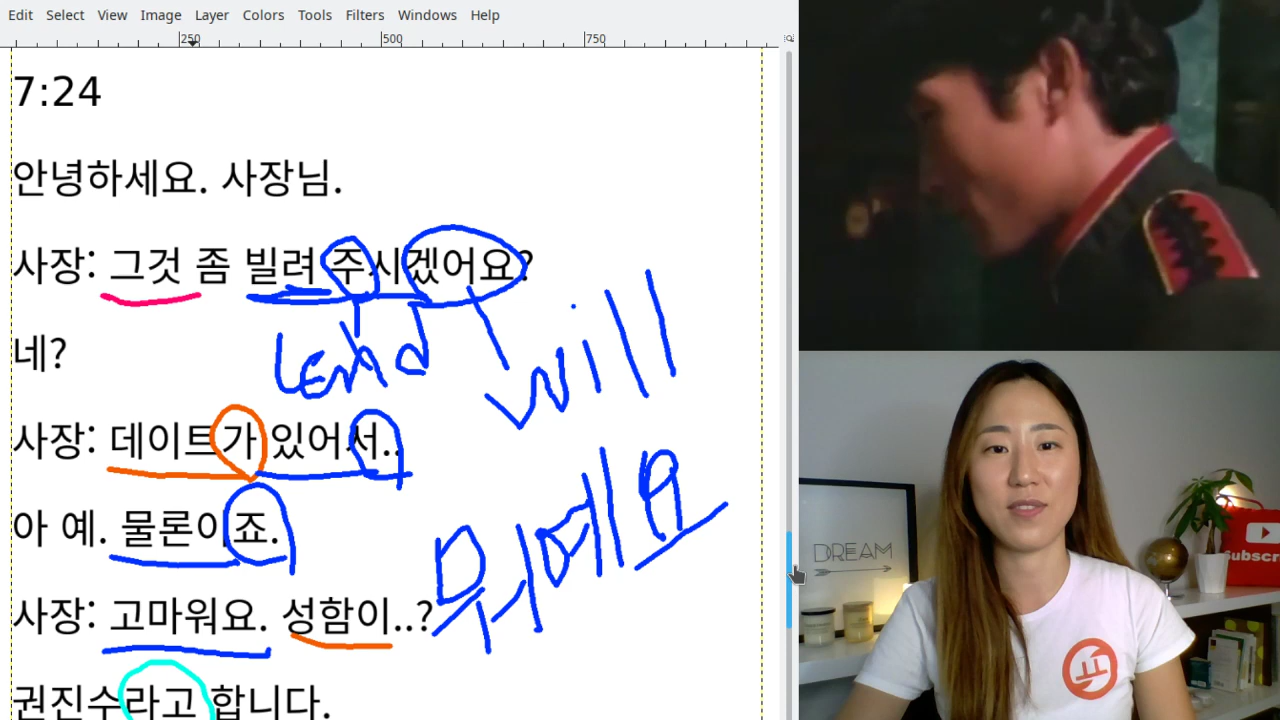 Edit Select View Image Layer Colors Tools Filters Windows Help
250 500 750
7:24
안녕하세요. 사장님.
사장: 그것 좀 빌려 주시겠어요?
Lend will
네?
사장: 데이트가 있어서..
아 예. 물론이죠.
뭐예요
사장: 고마워요. 성함이..?
권진수라고 합니다.
DREAM
Subscr